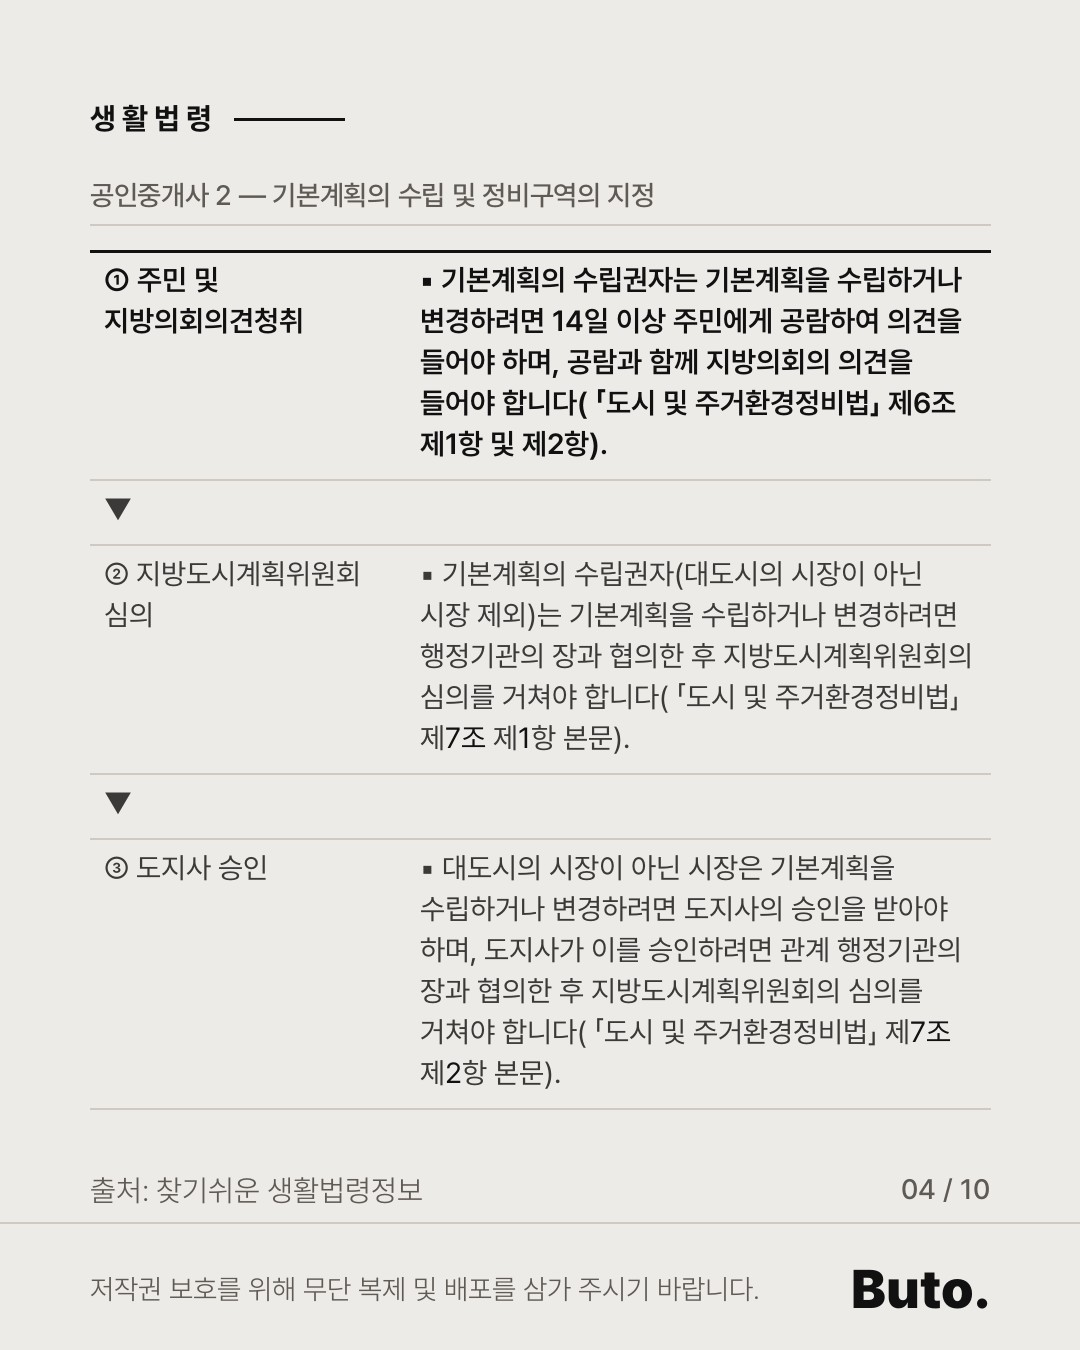 생활법령
공인중개사 2 — 기본계획의 수립 및 정비구역의 지정
① 주민 및
지방의회의견청취
▪ 기본계획의 수립권자는 기본계획을 수립하거나
변경하려면 14일 이상 주민에게 공람하여 의견을
들어야 하며, 공람과 함께 지방의회의 의견을
들어야 합니다(「도시 및 주거환경정비법」 제6조
제1항 및 제2항).
▼
② 지방도시계획위원회
심의
▪ 기본계획의 수립권자(대도시의 시장이 아닌
시장 제외)는 기본계획을 수립하거나 변경하려면
행정기관의 장과 협의한 후 지방도시계획위원회의
심의를 거쳐야 합니다(「도시 및 주거환경정비법」
제7조 제1항 본문).
▼
③ 도지사 승인
▪ 대도시의 시장이 아닌 시장은 기본계획을
수립하거나 변경하려면 도지사의 승인을 받아야
하며, 도지사가 이를 승인하려면 관계 행정기관의
장과 협의한 후 지방도시계획위원회의 심의를
거쳐야 합니다(「도시 및 주거환경정비법」 제7조
제2항 본문).
출처: 찾기쉬운 생활법령정보
04 / 10
저작권 보호를 위해 무단 복제 및 배포를 삼가 주시기 바랍니다.
Buto.